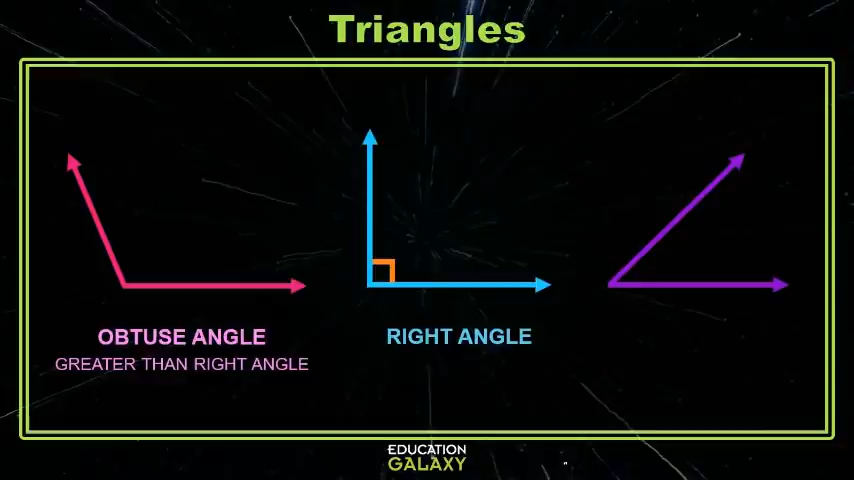 Triangles
OBTUSE ANGLE
GREATER THAN RIGHT ANGLE
RIGHT ANGLE
EDUCATION
GALAXY